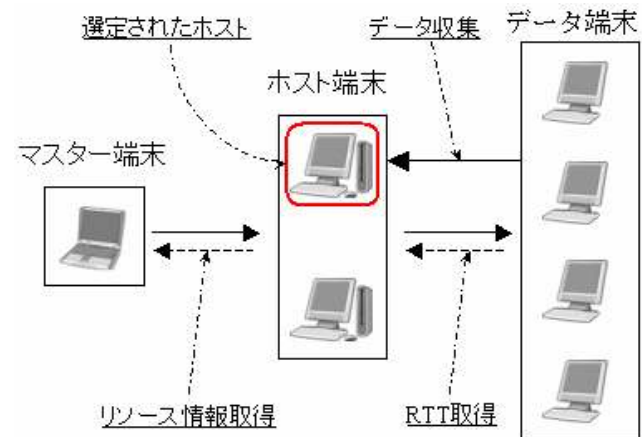 選定されたホスト
データ収集
データ端末
ホスト端末
マスター端末
リソース情報取得
RTT取得